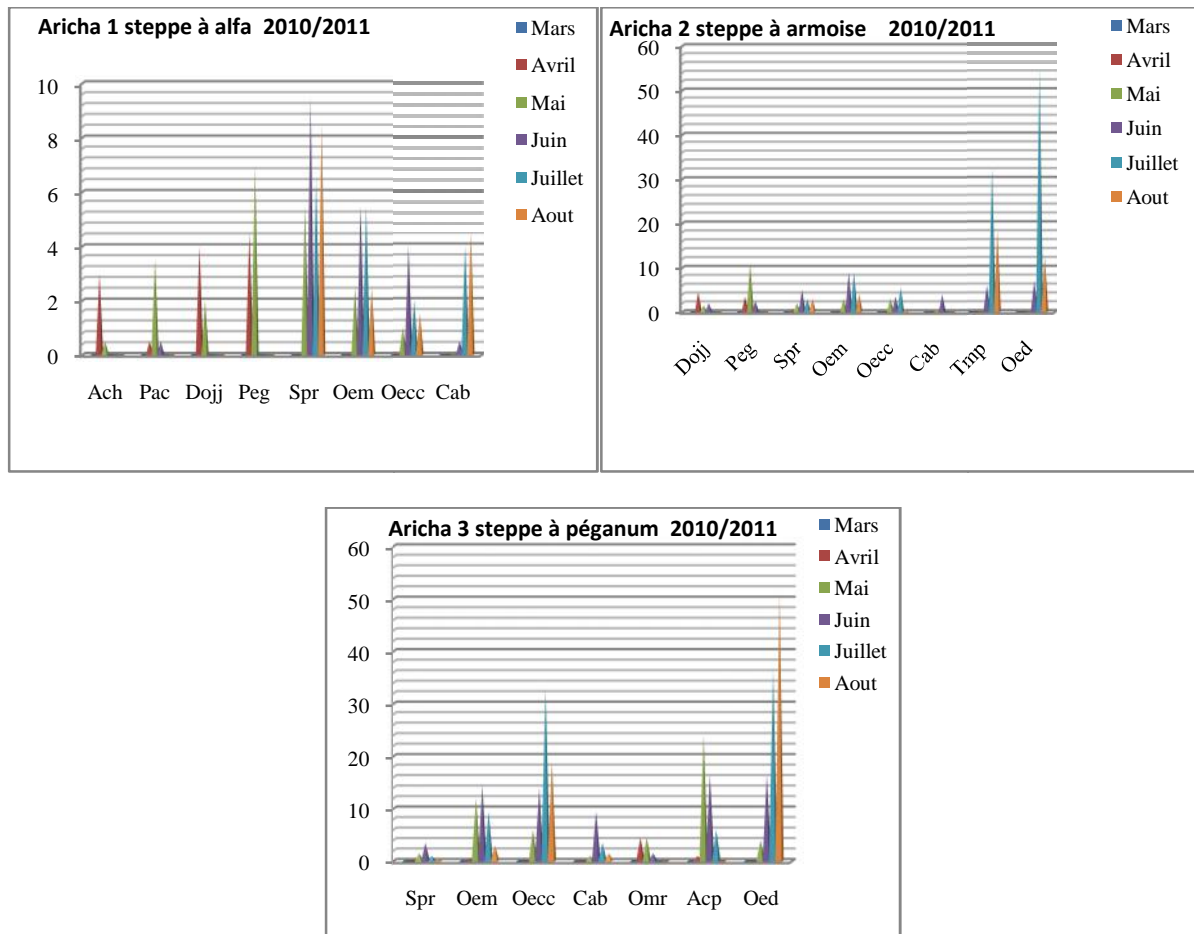 Aricha 1 steppe à alfa 2010/2011
10
8
6
4
2
0
Ach Pac Dojj Peg Spr Oem Oecc Cab
Mars
Avril
Mai
Juin
Juillet
Aout
Aricha 2 steppe à armoise 2010/2011
60
50
40
30
20
10
0
Dojj Peg Spr Oem Oecc Cab Tmp Oed
Mars
Avril
Mai
Juin
Juillet
Aout
Aricha 3 steppe à péganum 2010/2011
60
50
40
30
20
10
0
Spr Oem Oecc Cab Omr Acp Oed
Mars
Avril
Mai
Juin
Juillet
Aout